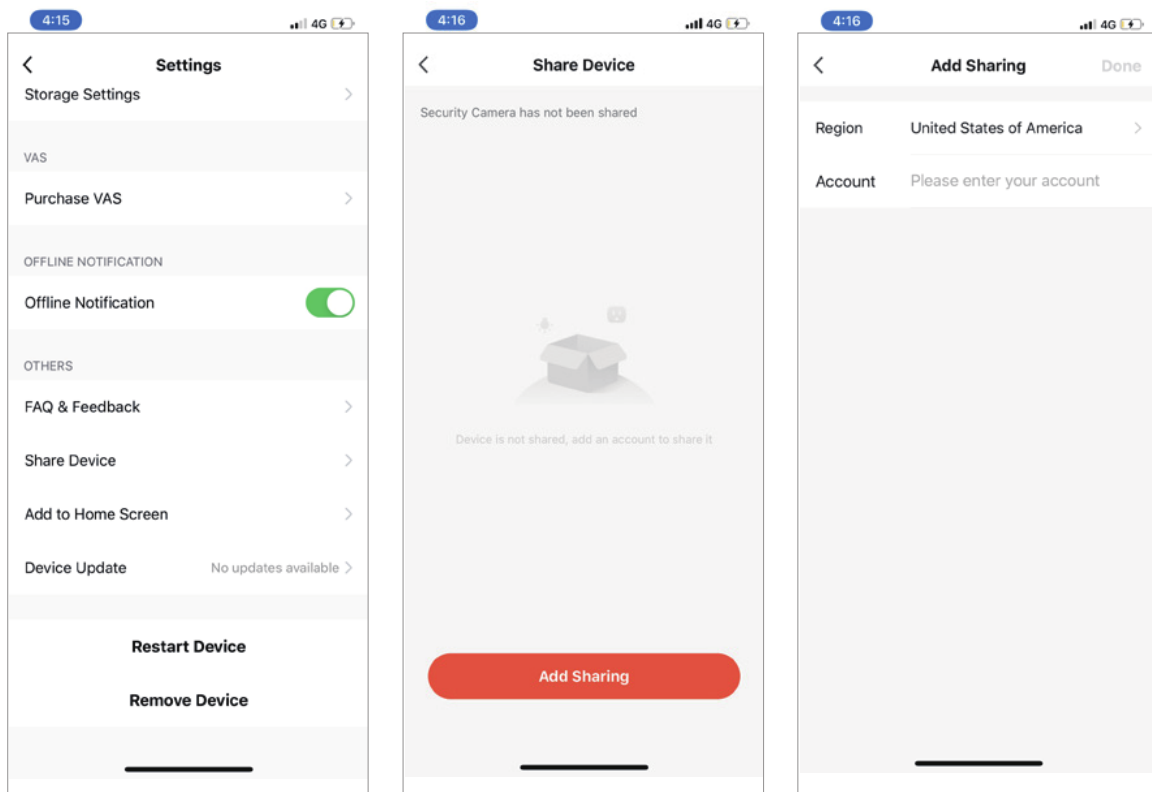 4:15
4G
Settings
Storage Settings
VAS
Purchase VAS
OFFLINE NOTIFICATION
Offline Notification
OTHERS
FAQ & Feedback
Share Device
Add to Home Screen
Device Update No updates available
Restart Device
Remove Device
4:16
4G
Share Device
Security Camera has not been shared
Device is not shared, add an account to share it
Add Sharing
4:16
4G
Add Sharing Done
Region United States of America
Account Please enter your account